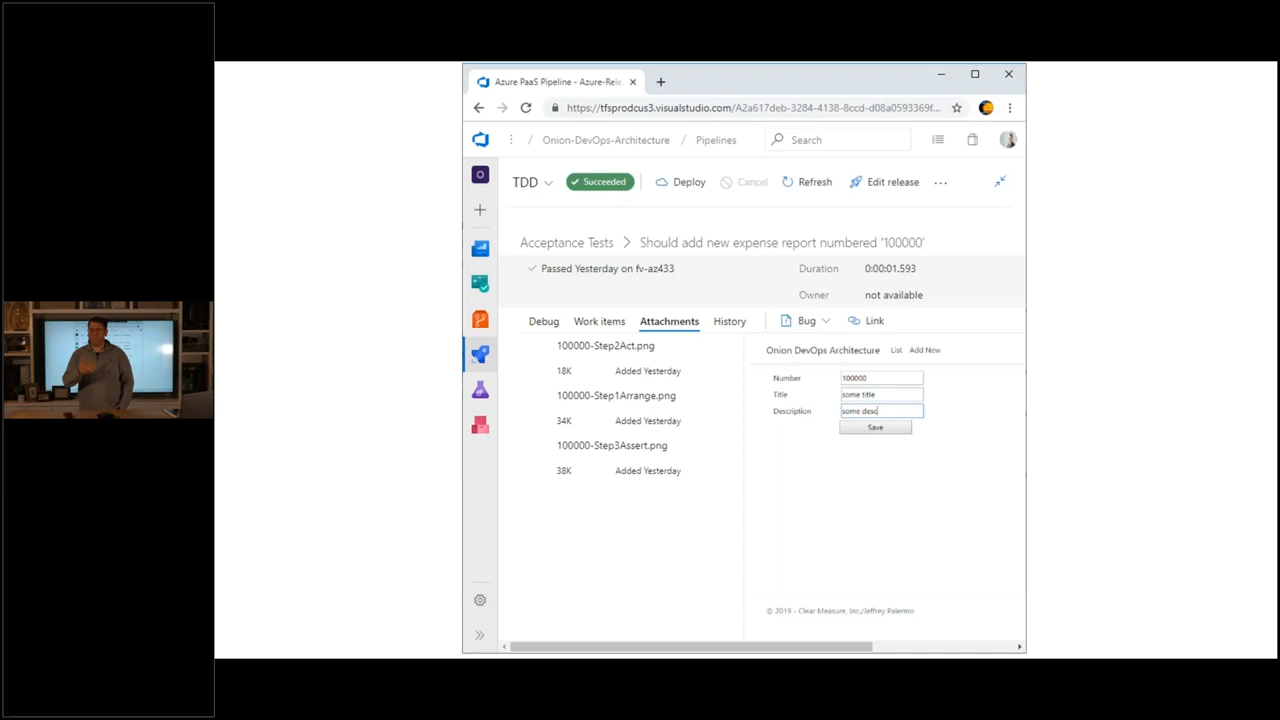 Azure PaaS Pipeline - Azure-Rele
https://tfsprodcus3.visualstudio.com/A2a617deb-3284-4138-8ccd-d08a0593369f...
/ Onion-DevOps-Architecture / Pipelines Search
O TDD Succeeded Deploy Cancel Refresh Edit release ...
Acceptance Tests > Should add new expense report numbered '100000'
Passed Yesterday on fv-az433 Duration 0:00:01.593
Owner not available
Debug Work items Attachments History Bug Link
100000-Step2Act.png
18K Added Yesterday
100000-Step1Arrange.png
34K Added Yesterday
100000-Step3Assert.png
38K Added Yesterday
Onion DevOps Architecture List Add New
Number 100000
Title some title
Description some desc
Save
© 2019 - Clear Measure, Inc./Jeffrey Palermo